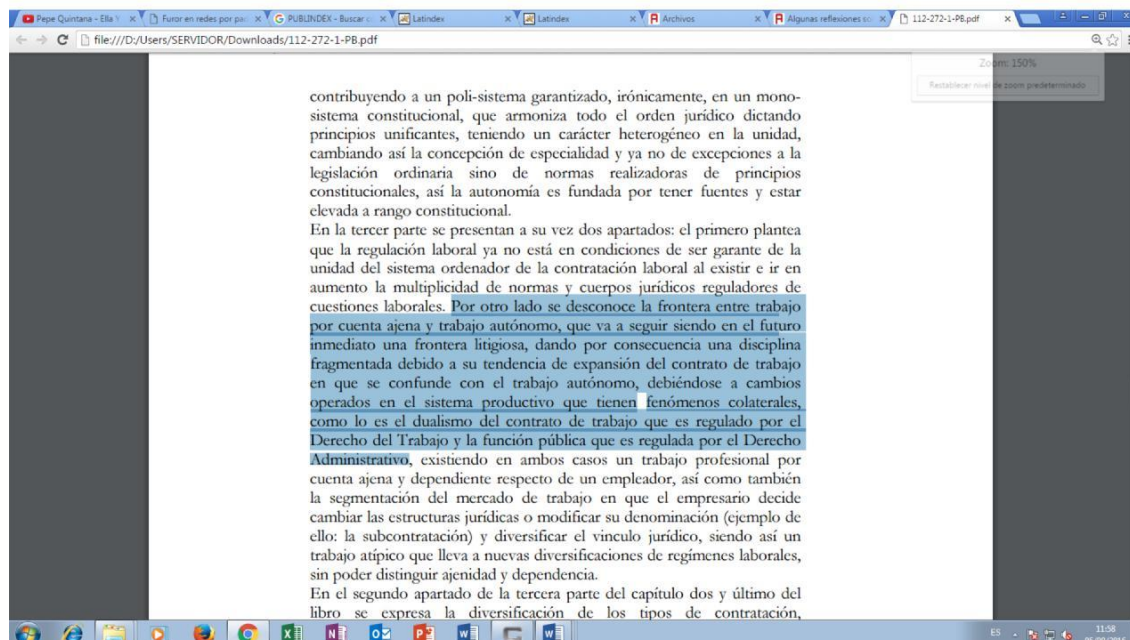 Pepe Quintana - Ella
Furor en redes por
PUBLINDEX - Buscar
Latindex
Latindex
Archivos
Algunas reflexiones
112-272-1-PB.pdf
file:///D:/Users/SERVIDOR/Downloads/112-272-1-PB.pdf
Zoom: 150%
Restablecer nivel de zoom predeterminado
contribuyendo a un poli-sistema garantizado, irónicamente, en un mono-
sistema constitucional, que armoniza todo el orden jurídico dictando
principios unificantes, teniendo un carácter heterogéneo en la unidad,
cambiando así la concepción de especialidad y ya no de excepciones a la
legislación ordinaria sino de normas realizadoras de principios
constitucionales, así la autonomía es fundada por tener fuentes y estar
elevada a rango constitucional.
En la tercer parte se presentan a su vez dos apartados: el primero plantea
que la regulación laboral ya no está en condiciones de ser garante de la
unidad del sistema ordenador de la contratación laboral al existir e ir en
aumento la multiplicidad de normas y cuerpos jurídicos reguladores de
cuestiones laborales. Por otro lado se desconoce la frontera entre trabajo
por cuenta ajena y trabajo autónomo, que va a seguir siendo en el futuro
inmediato una frontera litigiosa, dando por consecuencia una disciplina
fragmentada debido a su tendencia de expansión del contrato de trabajo
en que se confunde con el trabajo autónomo, debiéndose a cambios
operados en el sistema productivo que tienen fenómenos colaterales,
como lo es el dualismo del contrato de trabajo que es regulado por el
Derecho del Trabajo y la función pública que es regulada por el Derecho
Administrativo, existiendo en ambos casos un trabajo profesional por
cuenta ajena y dependiente respecto de un empleador, así como también
la segmentación del mercado de trabajo en que el empresario decide
cambiar las estructuras jurídicas o modificar su denominación (ejemplo de
ello: la subcontratación) y diversificar el vinculo jurídico, siendo así un
trabajo atípico que lleva a nuevas diversificaciones de regímenes laborales,
sin poder distinguir ajenidad y dependencia.
En el segundo apartado de la tercera parte del capítulo dos y último del
libro se expresa la diversificación de los tipos de contratación,
ES
11:58